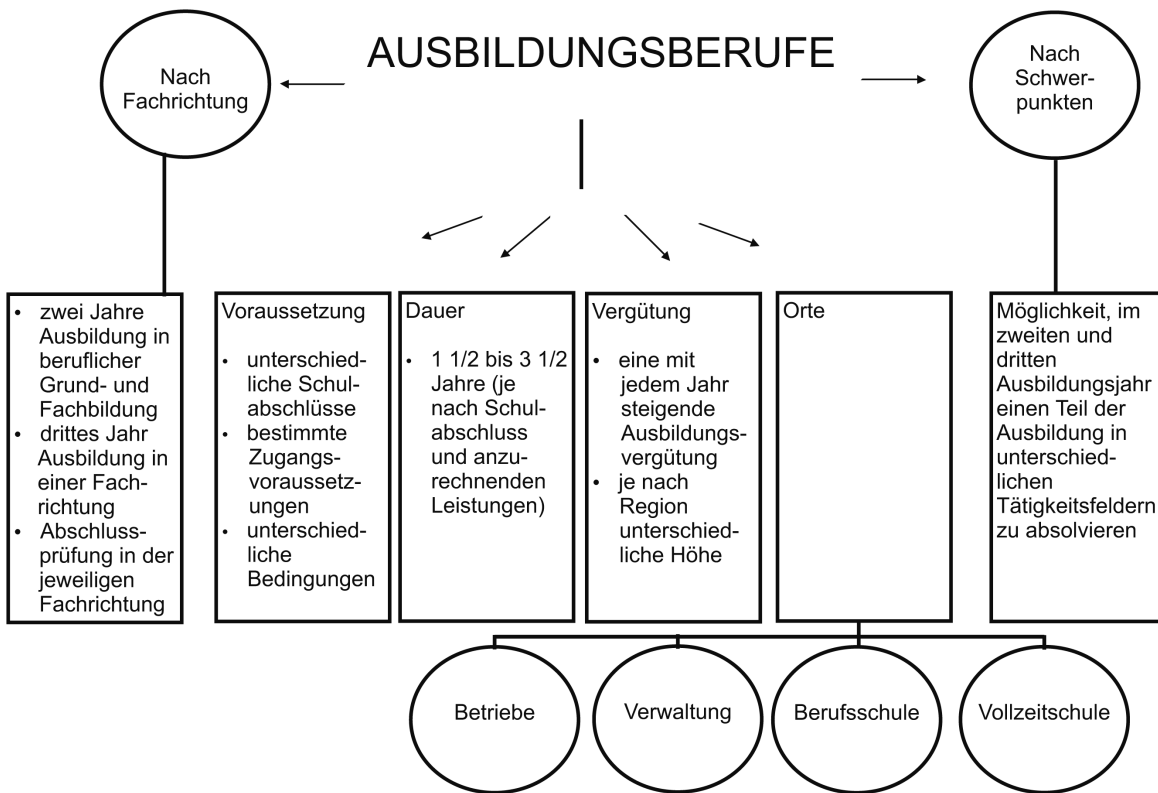 AUSBILDUNGSBERUFE
Nach
Fachrichtung
Nach
Schwer-
punkten
• zwei Jahre
Ausbildung in
beruflicher
Grund- und
Fachbildung
• drittes Jahr
Ausbildung in
einer Fach-
richtung
• Abschluss-
prüfung in der
jeweiligen
Fachrichtung
Voraussetzung
• unterschied-
liche Schul-
abschlüsse
• bestimmte
Zugangs-
voraussetz-
ungen
• unterschied-
liche
Bedingungen
Dauer
• 1 1/2 bis 3 1/2
Jahre (je
nach Schul-
abschluss
und anzu-
rechnenden
Leistungen)
Vergütung
• eine mit
jedem Jahr
steigende
Ausbildungs-
vergütung
• je nach
Region
unterschied-
liche Höhe
Orte
Möglichkeit, im
zweiten und
dritten
Ausbildungsjahr
einen Teil der
Ausbildung in
unterschied-
lichen
Tätigkeitsfeldern
zu absolvieren
Betriebe
Verwaltung
Berufsschule
Vollzeitschule